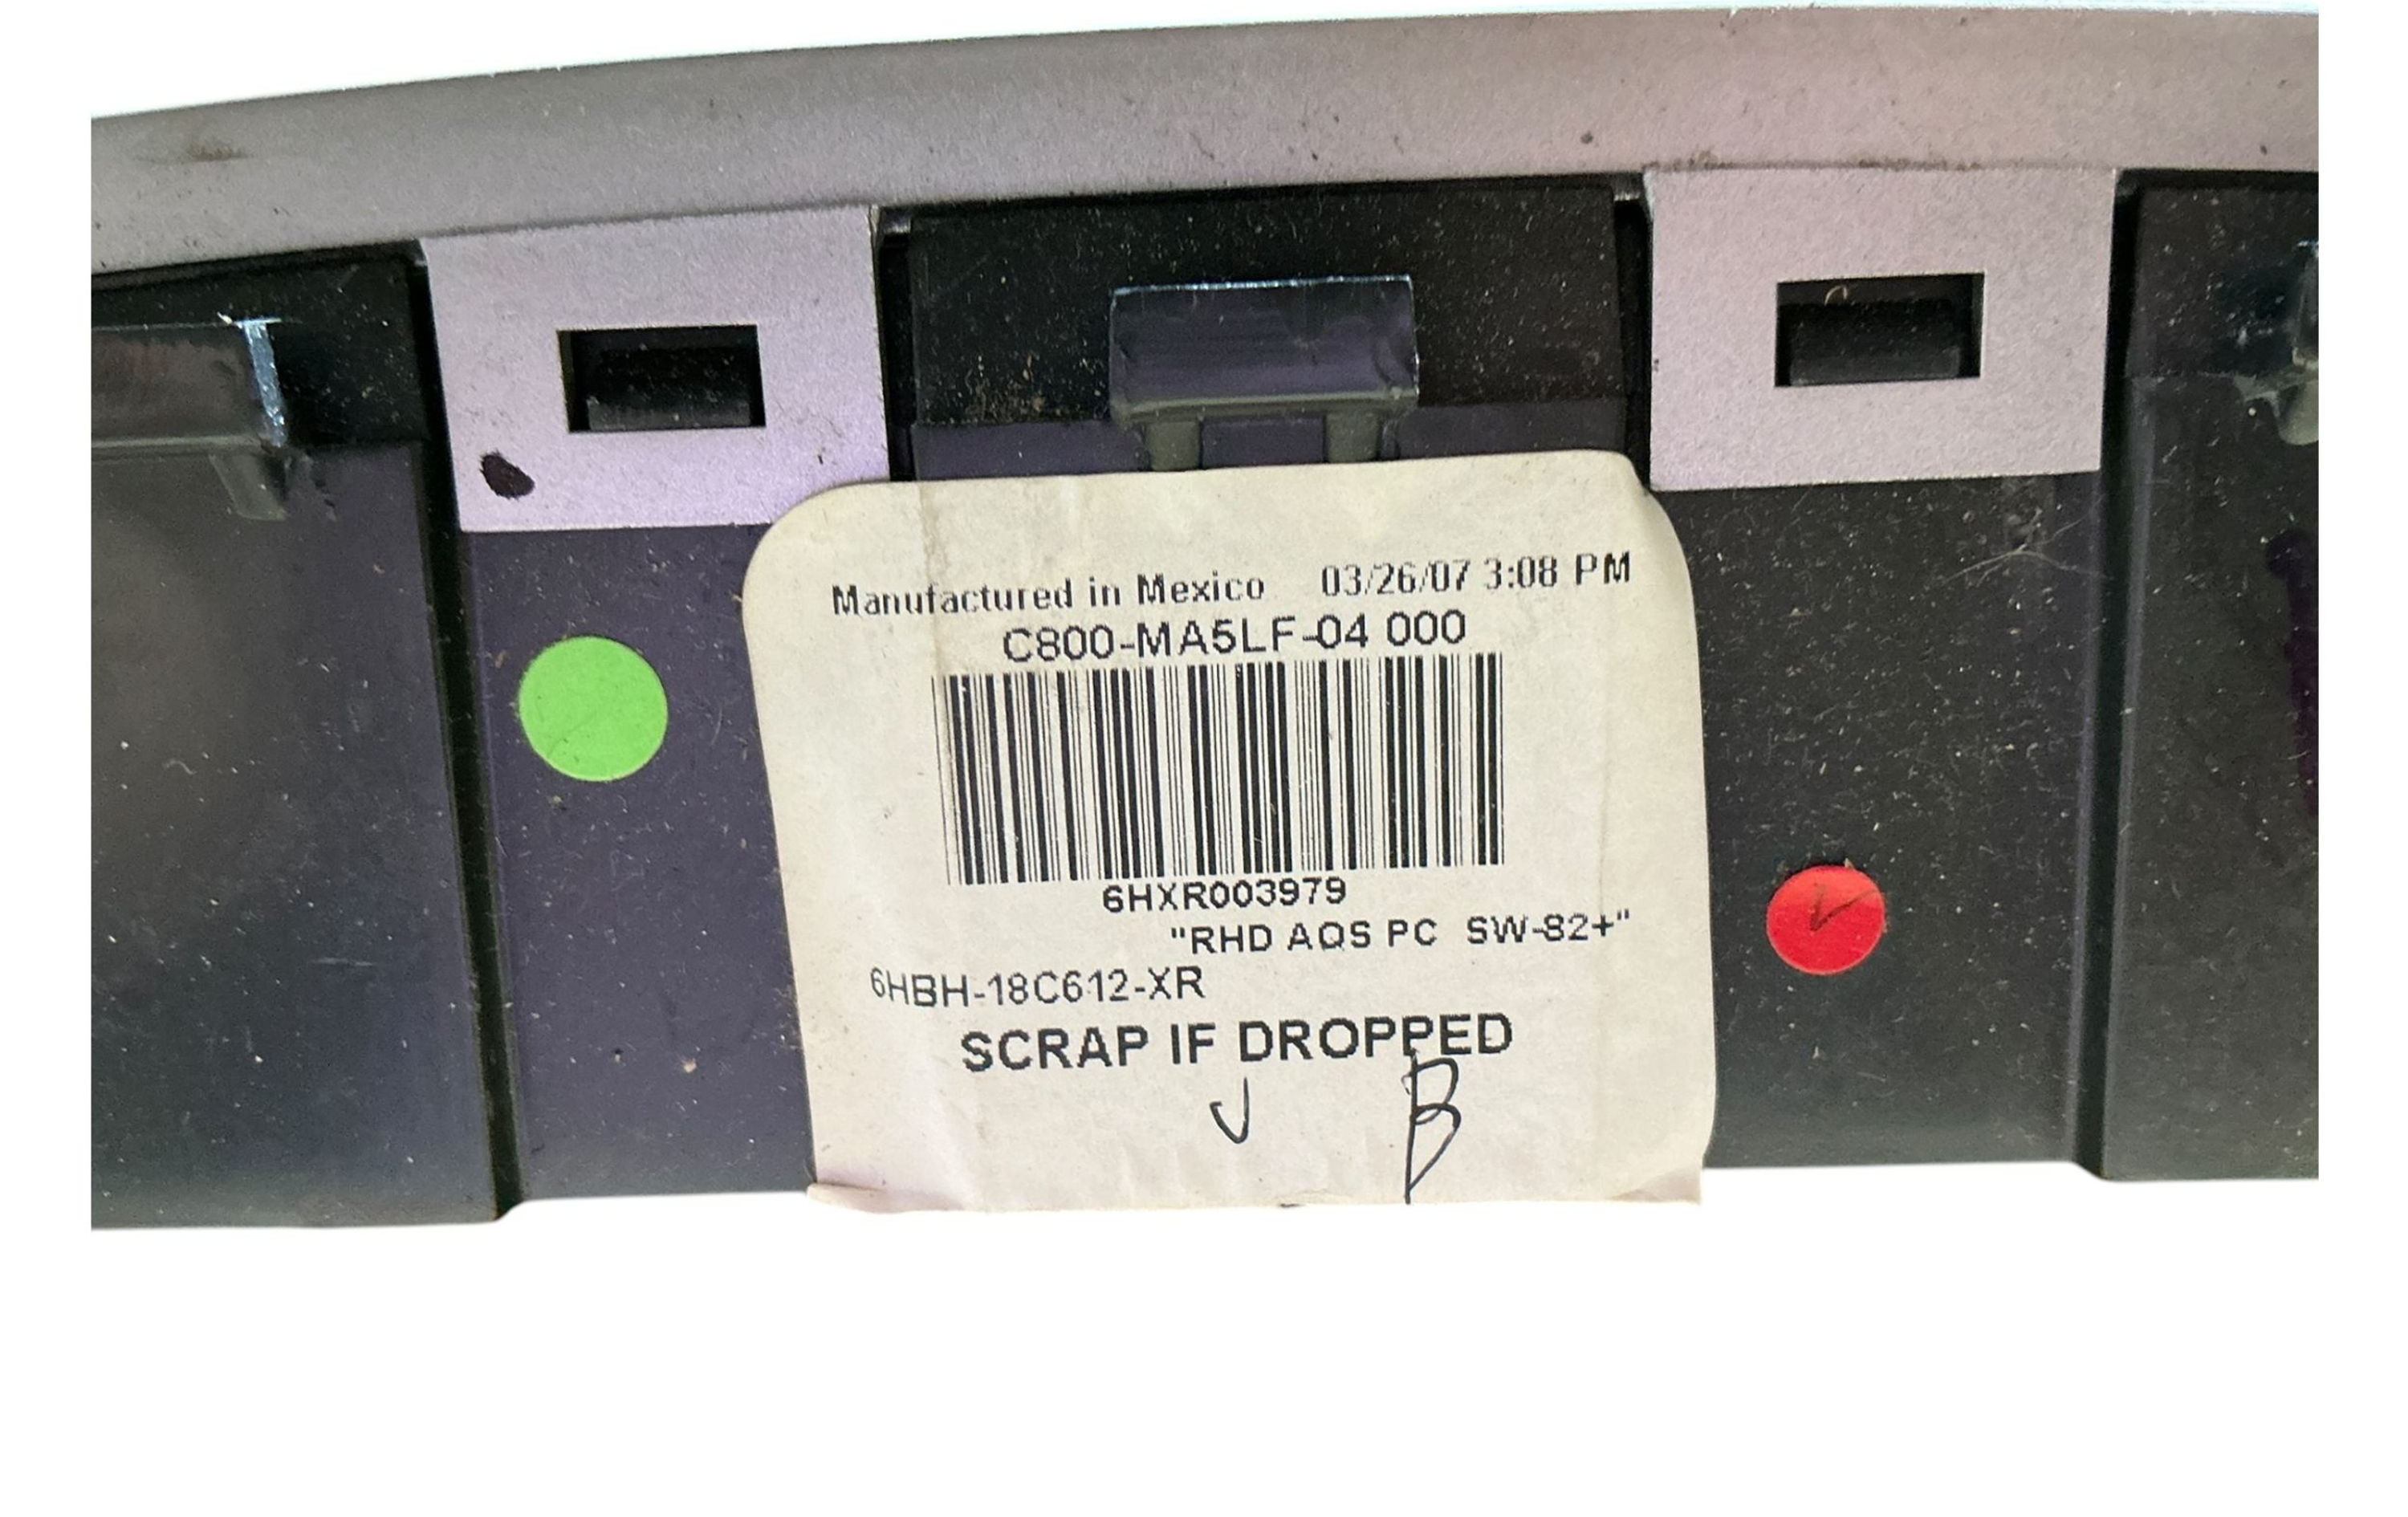 Manufactured in Mexico 03/26/07 3:08 PM
C800-MA5LF-04 000
6HXR003979
"RHD AQS PC SW-82+"
6HBH-18C612-XR
SCRAP IF DROPPED
J B